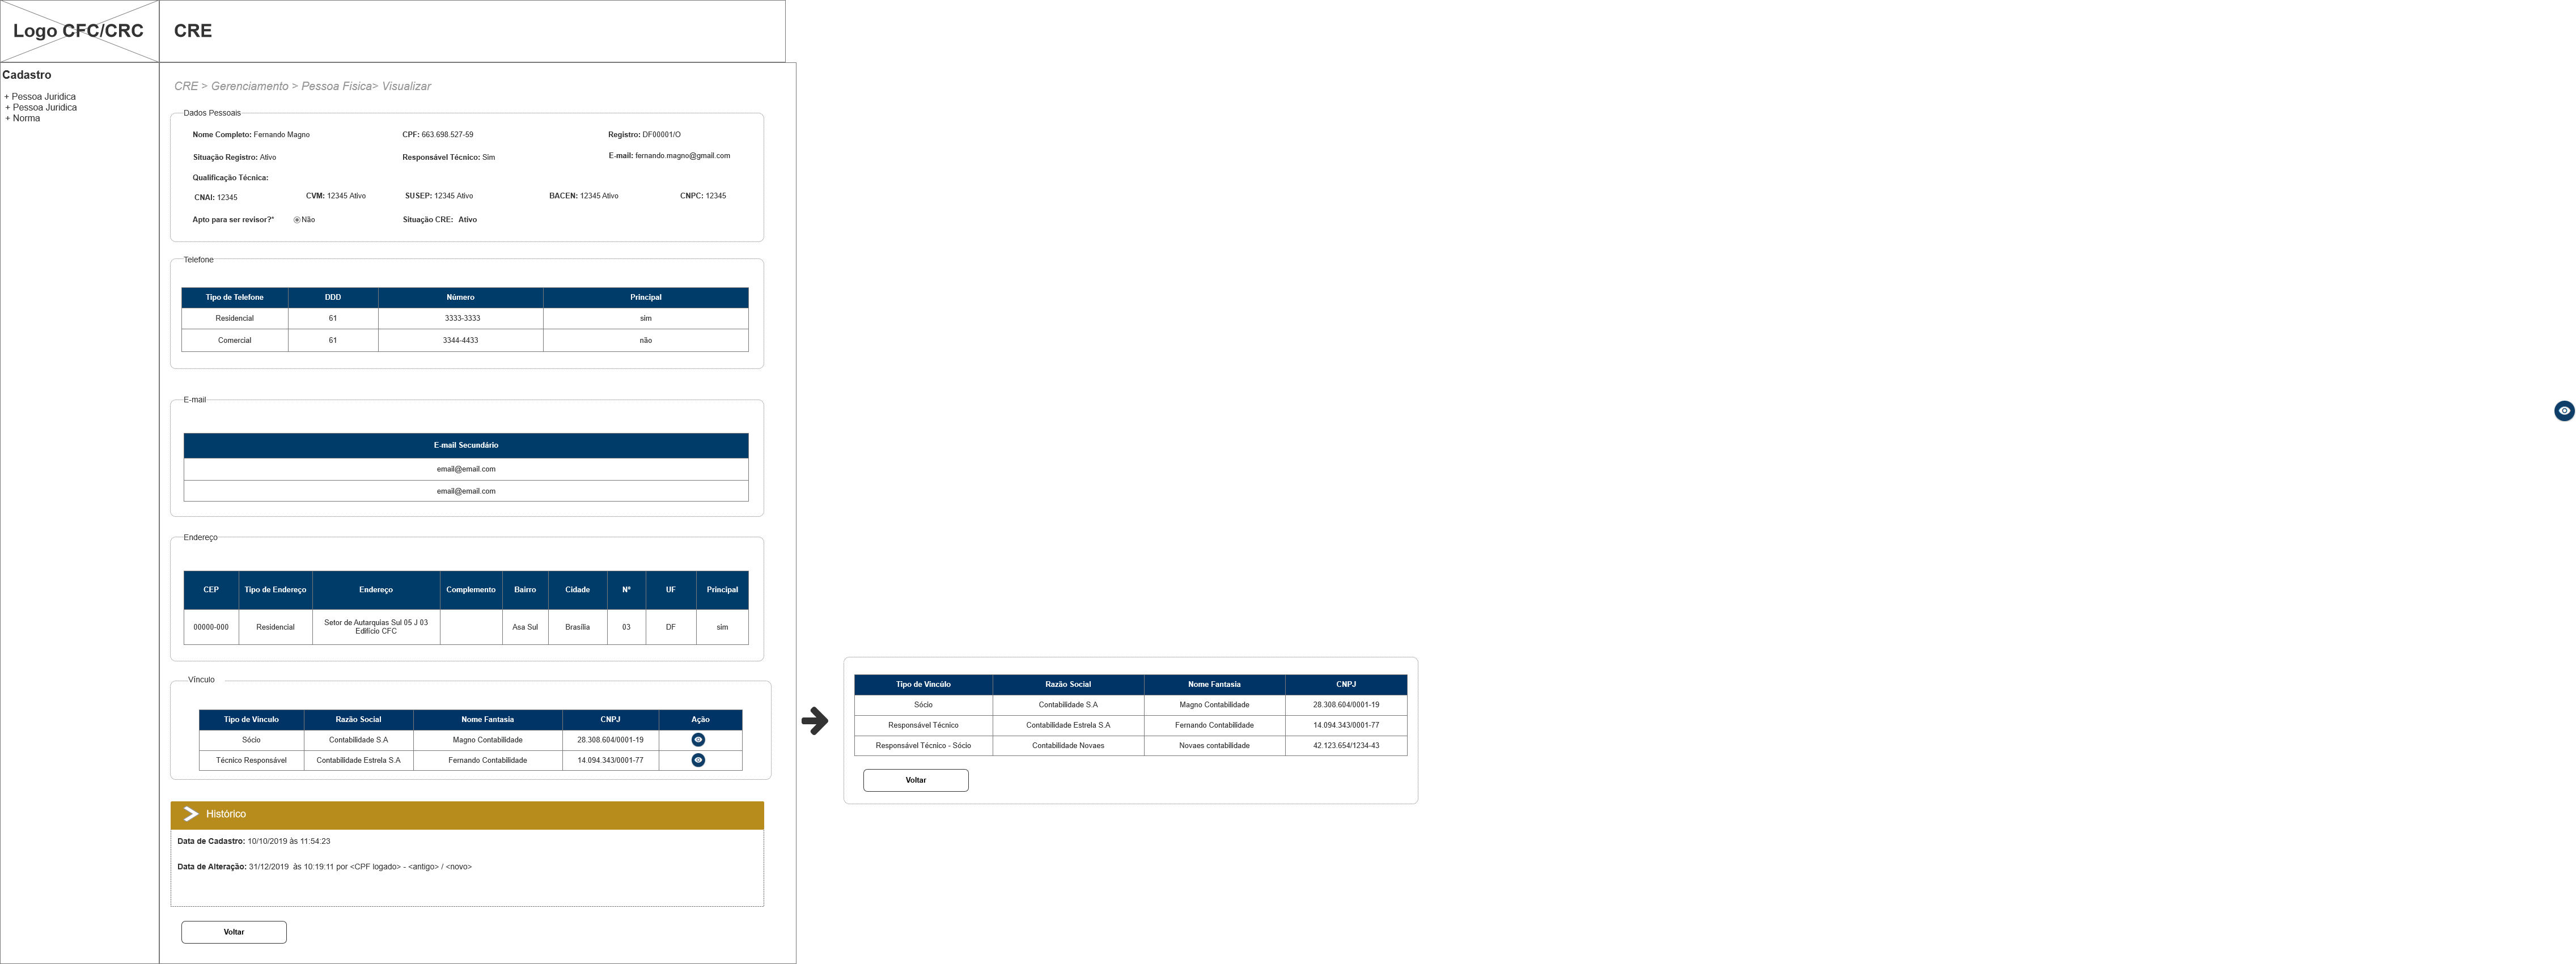 Logo CFC/CRC
CRE
Cadastro
+ Pessoa Juridica
+ Pessoa Juridica
+ Norma
CRE > Gerenciamento > Pessoa Fisica> Visualizar
Dados Pessoais
Nome Completo: Fernando Magno CPF: 663.698.527-59 Registro: DF00001/O
Situação Registro: Ativo Responsável Técnico: Sim E-mail: fernando.magno@gmail.com
Qualificação Técnica:
CNAI: 12345 CVM: 12345 Ativo SUSEP: 12345 Ativo BACEN: 12345 Ativo CNPC: 12345
Apto para ser revisor?* Não Situação CRE: Ativo
Telefone
Tipo de Telefone DDD Número Principal
Residencial 61 3333-3333 sim
Comercial 61 3344-4433 não
E-mail
E-mail Secundário
email@email.com
email@email.com
Endereço
CEP Tipo de Endereço Endereço Complemento Bairro Cidade Nº UF Principal
00000-000 Residencial Setor de Autarquias Sul 05 J 03 Edifício CFC Asa Sul Brasília 03 DF sim
Vínculo
Tipo de Vínculo Razão Social Nome Fantasia CNPJ Ação
Sócio Contabilidade S.A Magno Contabilidade 28.308.604/0001-19
Técnico Responsável Contabilidade Estrela S.A Fernando Contabilidade 14.094.343/0001-77
Histórico
Data de Cadastro: 10/10/2019 às 11:54:23
Data de Alteração: 31/12/2019 às 10:19:11 por <CPF logado> - <antigo> / <novo>
Voltar
Tipo de Vincúlo Razão Social Nome Fantasia CNPJ
Sócio Contabilidade S.A Magno Contabilidade 28.308.604/0001-19
Responsável Técnico Contabilidade Estrela S.A Fernando Contabilidade 14.094.343/0001-77
Responsável Técnico - Sócio Contabilidade Novaes Novaes contabilidade 42.123.654/1234-43
Voltar